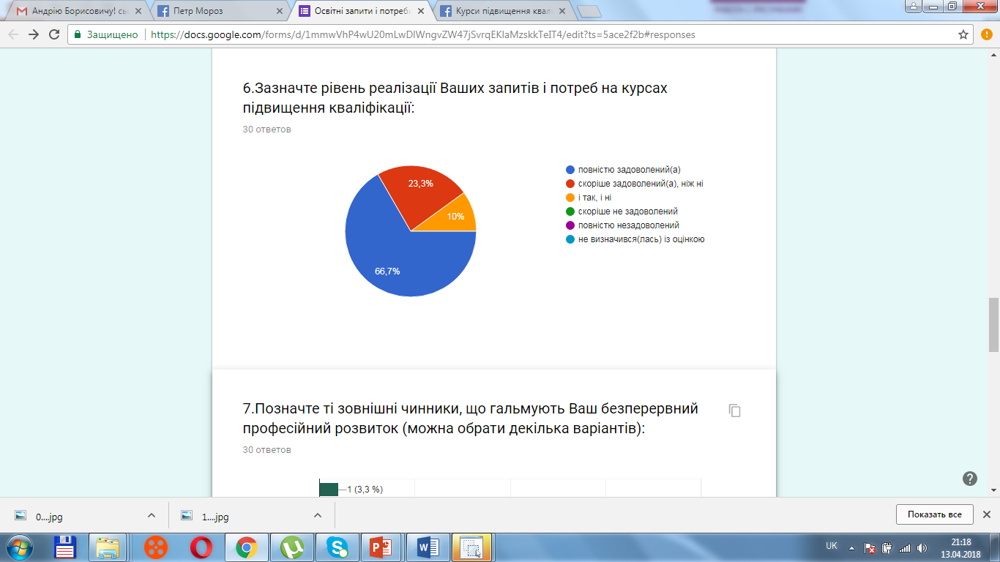 Андрію Борисовичу! сы
Петр Мороз
Освітні запити і потреб
Курси підвищення квал
Защищено
https://docs.google.com/forms/d/1mmwVhP4wU20mLwDlWngvZW47jSvrqEKlaMzskkTeIT4/edit?ts=5ace2f2b#responses
6.Зазначте рівень реалізації Ваших запитів і потреб на курсах
підвищення кваліфікації:
30 ответов
23,3%
10%
66,7%
повністю задоволений(а)
скоріше задоволений(а), ніж ні
і так, і ні
скоріше не задоволений
повністю незадоволений
не визначився(лась) із оцінкою
7.Позначте ті зовнішні чинники, що гальмують Ваш безперервний
професійний розвиток (можна обрати декілька варіантів):
30 ответов
1 (3,3 %)
0....jpg
1....jpg
Показать все
UK
21:18
13.04.2018